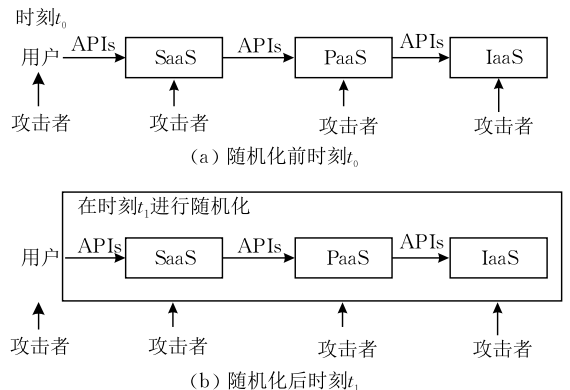 时刻t₀
用户 APIs SaaS APIs PaaS APIs IaaS
攻击者 攻击者 攻击者 攻击者
(a) 随机化前时刻t₀
在时刻t₁进行随机化
用户 APIs SaaS APIs PaaS APIs IaaS
攻击者 攻击者 攻击者 攻击者
(b) 随机化后时刻t₁